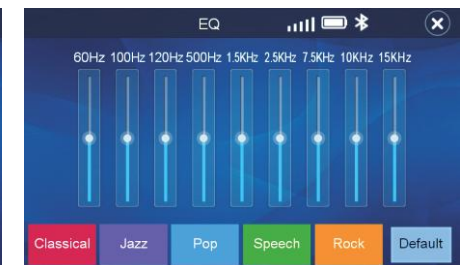 EQ
60Hz 100Hz 120Hz 500Hz 1.5KHz 2.5KHz 7.5KHz 10KHz 15KHz
Classical Jazz Pop Speech Rock Default